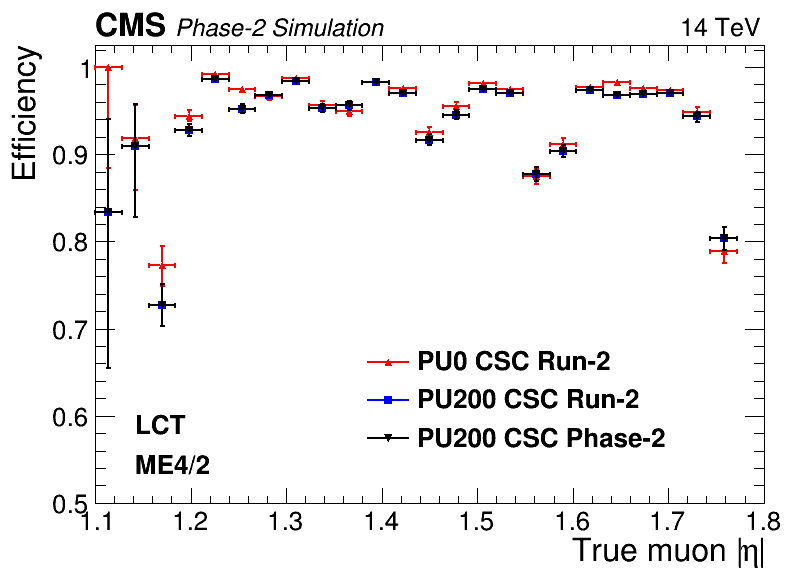 CMS Phase-2 Simulation 14 TeV
Efficiency
1
0.9
0.8
0.7
0.6
0.5
PU0 CSC Run-2
PU200 CSC Run-2
PU200 CSC Phase-2
LCT
ME4/2
1.1 1.2 1.3 1.4 1.5 1.6 1.7 1.8
True muon |η|